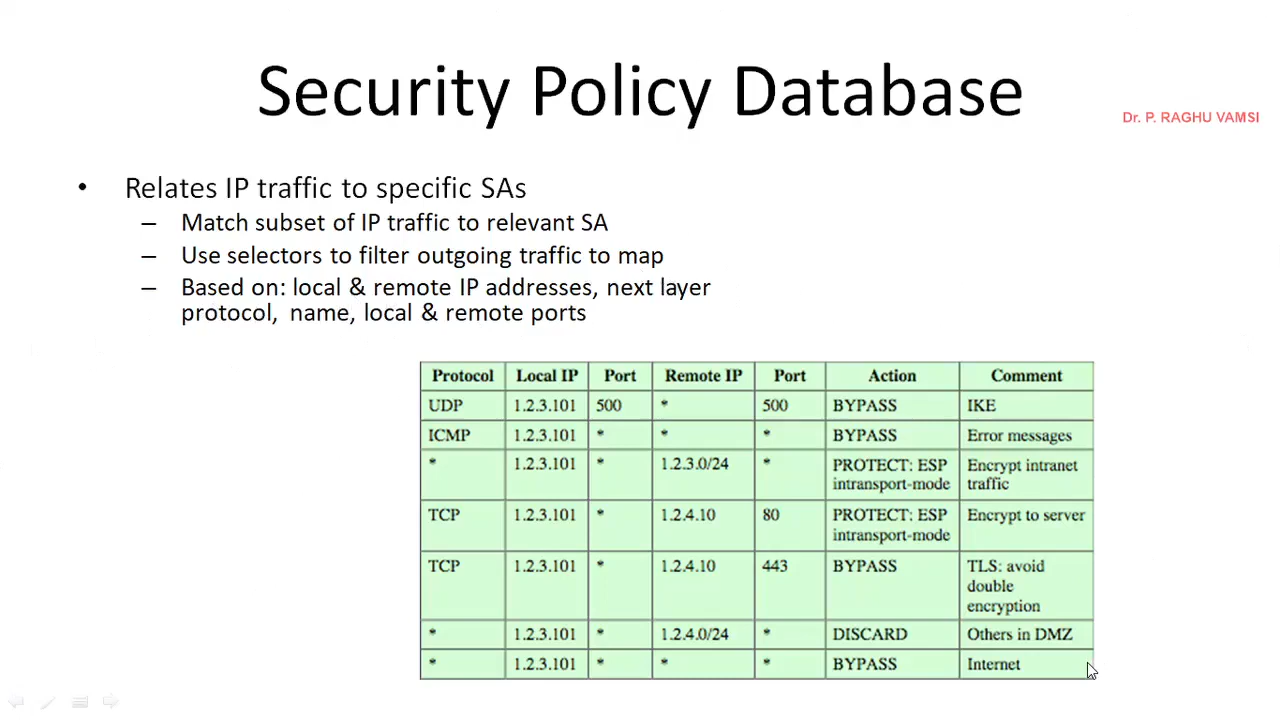 Security Policy Database
Dr. P. RAGHU VAMSI
• Relates IP traffic to specific SAs
– Match subset of IP traffic to relevant SA
– Use selectors to filter outgoing traffic to map
– Based on: local & remote IP addresses, next layer
protocol, name, local & remote ports
Protocol Local IP Port Remote IP Port Action Comment
UDP 1.2.3.101 500 * 500 BYPASS IKE
ICMP 1.2.3.101 * * * BYPASS Error messages
* 1.2.3.101 * 1.2.3.0/24 * PROTECT: ESP Encrypt intranet
intransport-mode traffic
TCP 1.2.3.101 * 1.2.4.10 80 PROTECT: ESP Encrypt to server
intransport-mode
TCP 1.2.3.101 * 1.2.4.10 443 BYPASS TLS: avoid
double
encryption
* 1.2.3.101 * 1.2.4.0/24 * DISCARD Others in DMZ
* 1.2.3.101 * * * BYPASS Internet